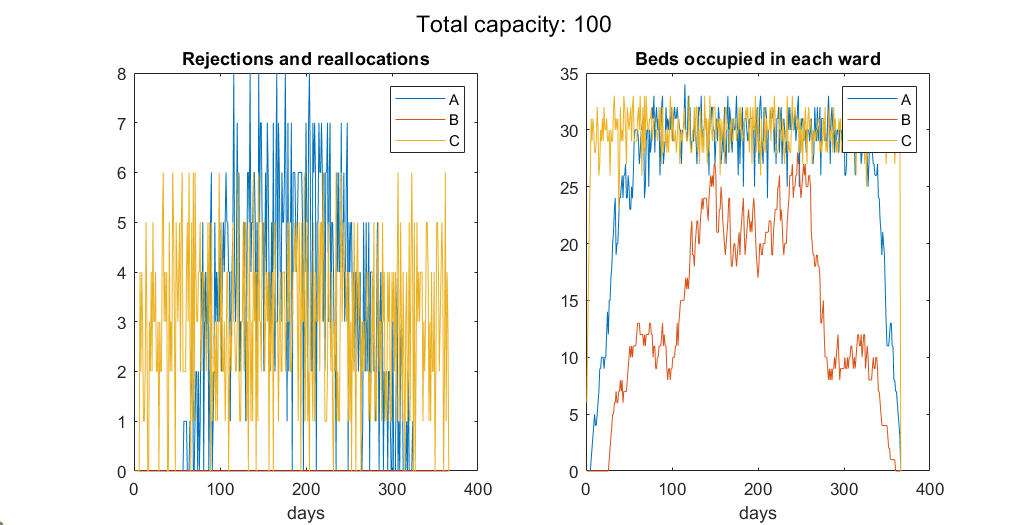 Total capacity: 100
Rejections and reallocations
8
7
6
5
4
3
2
1
0
0 100 200 300 400
days
A
B
C
Beds occupied in each ward
35
30
25
20
15
10
5
0
0 100 200 300 400
days
A
B
C